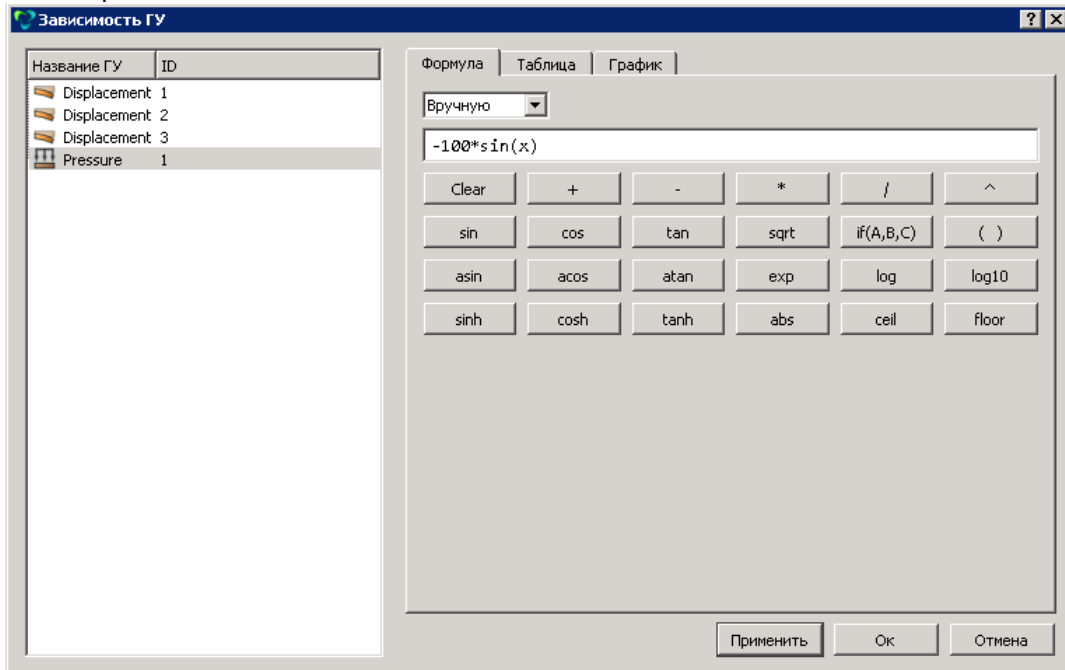 Зависимость ГУ
Название ГУ ID
Displacement 1
Displacement 2
Displacement 3
Pressure 1
Формула Таблица График
Вручную
-100*sin(x)
Clear + - * / ^
sin cos tan sqrt if(A,B,C) ( )
asin acos atan exp log log10
sinh cosh tanh abs ceil floor
Применить Ок Отмена